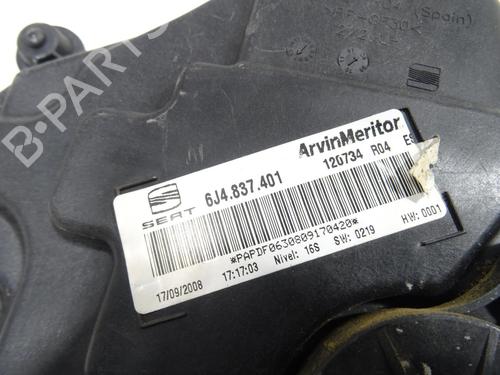 (Spain)
B-PARTS
ArvinMeritor
6J4.837.401
120734 R04
SEAT
*PAPDF0630809170420*
17/09/2008 17:17:03 Nivel: 16S SW: 0219 HW: 0001